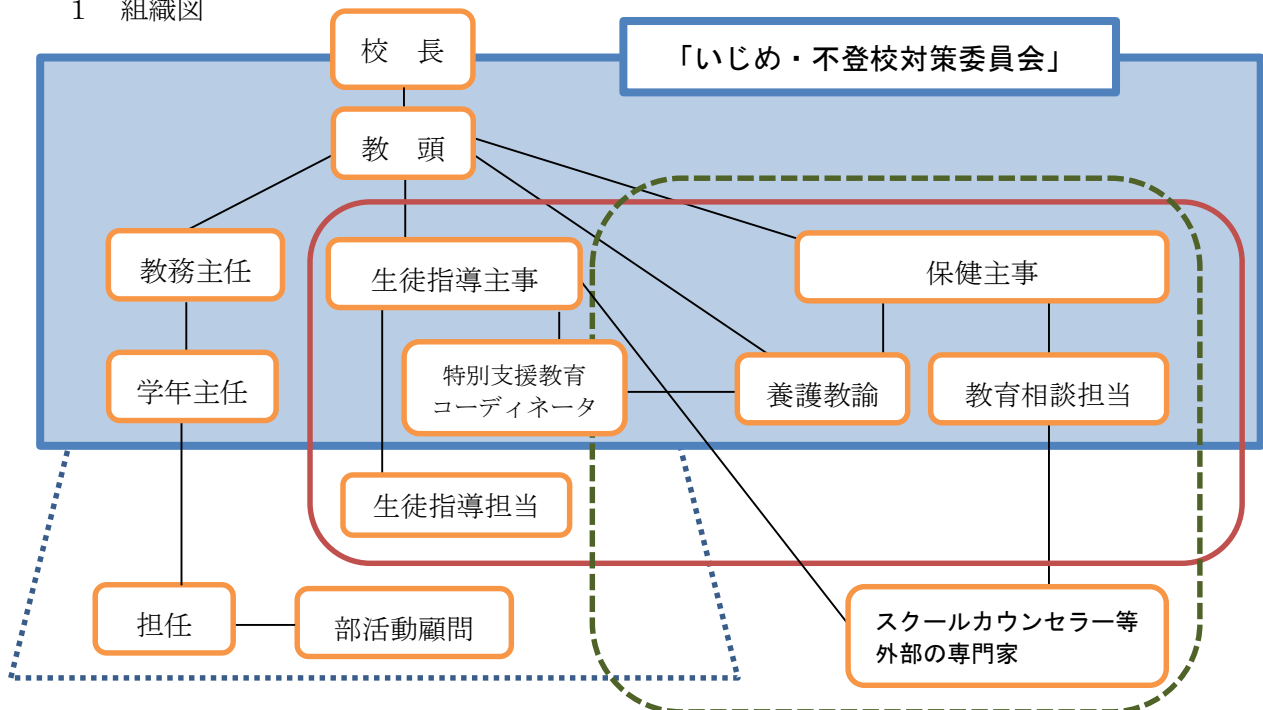 1 組織図
校 長
「いじめ・不登校対策委員会」
教 頭
教務主任
生徒指導主事
保健主事
学年主任
特別支援教育
コーディネータ
養護教諭
教育相談担当
生徒指導担当
担任
部活動顧問
スクールカウンセラー等
外部の専門家